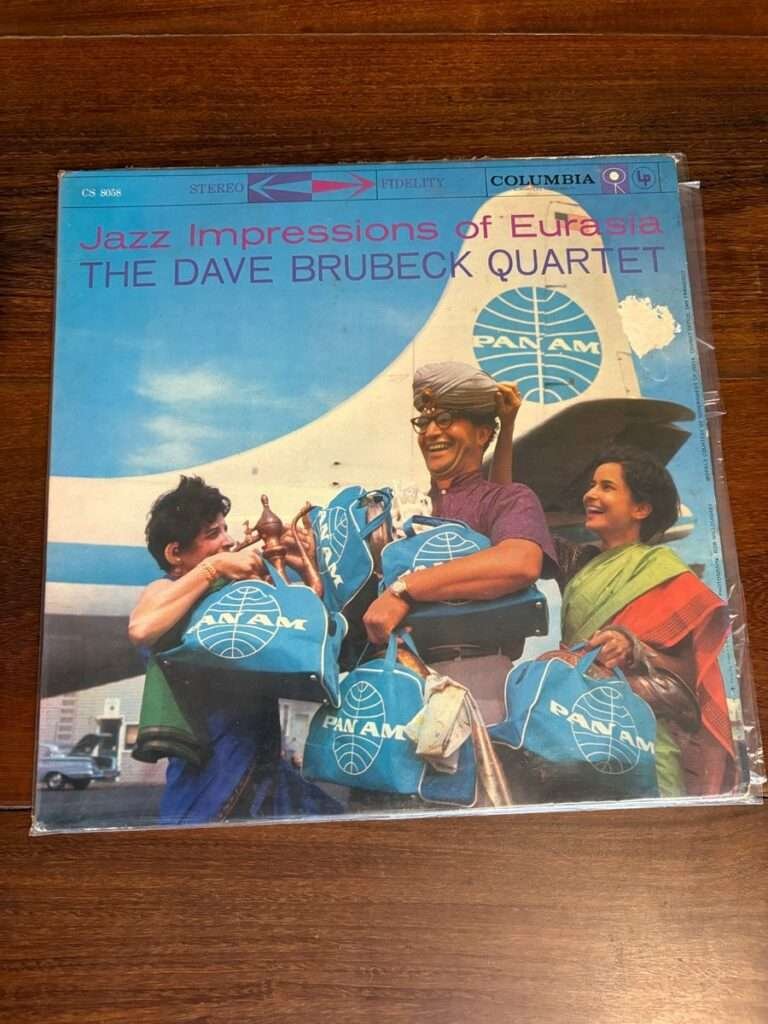 CS 8058
STEREO FIDELITY
COLUMBIA
Lp
Jazz Impressions of Eurasia
THE DAVE BRUBECK QUARTET
PAN AM
PAN AM
AN AM
PAN AM
PAN AM